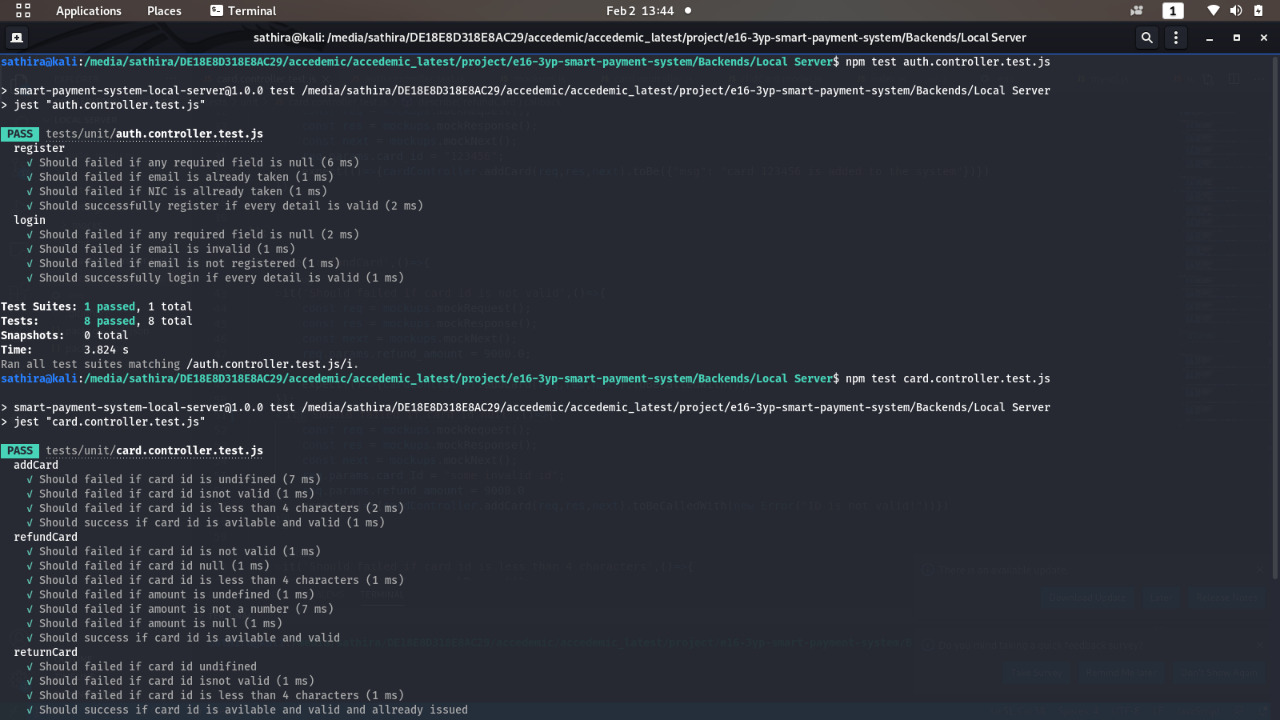 Applications Places Terminal Feb 2 13:44 1
sathira@kali: /media/sathira/DE18E8D318E8AC29/accedemic/accedemic_latest/project/e16-3yp-smart-payment-system/Backends/Local Server
sathira@kali:/media/sathira/DE18E8D318E8AC29/accedemic/accedemic_latest/project/e16-3yp-smart-payment-system/Backends/Local Server$ npm test auth.controller.test.js
> smart-payment-system-local-server@1.0.0 test /media/sathira/DE18E8D318E8AC29/accedemic/accedemic_latest/project/e16-3yp-smart-payment-system/Backends/Local Server
> jest "auth.controller.test.js"
PASS tests/unit/auth.controller.test.js
register
√ Should failed if any required field is null (6 ms)
√ Should failed if email is already taken (1 ms)
√ Should failed if NIC is allready taken (1 ms)
√ Should successfully register if every detail is valid (2 ms)
login
√ Should failed if any required field is null (2 ms)
√ Should failed if email is invalid (1 ms)
√ Should failed if email is not registered (1 ms)
√ Should successfully login if every detail is valid (1 ms)
Test Suites: 1 passed, 1 total
Tests: 8 passed, 8 total
Snapshots: 0 total
Time: 3.824 s
Ran all test suites matching /auth.controller.test.js/i.
sathira@kali:/media/sathira/DE18E8D318E8AC29/accedemic/accedemic_latest/project/e16-3yp-smart-payment-system/Backends/Local Server$ npm test card.controller.test.js
> smart-payment-system-local-server@1.0.0 test /media/sathira/DE18E8D318E8AC29/accedemic/accedemic_latest/project/e16-3yp-smart-payment-system/Backends/Local Server
> jest "card.controller.test.js"
PASS tests/unit/card.controller.test.js
addCard
√ Should failed if card id is undifined (7 ms)
√ Should failed if card id isnot valid (1 ms)
√ Should failed if card id is less than 4 characters (2 ms)
√ Should success if card id is avilable and valid (1 ms)
refundCard
√ Should failed if card id is not valid (1 ms)
√ Should failed if card id null (1 ms)
√ Should failed if card id is less than 4 characters (1 ms)
√ Should failed if amount is undefined (1 ms)
√ Should failed if amount is not a number (7 ms)
√ Should failed if amount is null (1 ms)
√ Should success if card id is avilable and valid
returnCard
√ Should failed if card id undifined
√ Should failed if card id isnot valid (1 ms)
√ Should failed if card id is less than 4 characters (1 ms)
√ Should success if card id is avilable and valid and allready issued